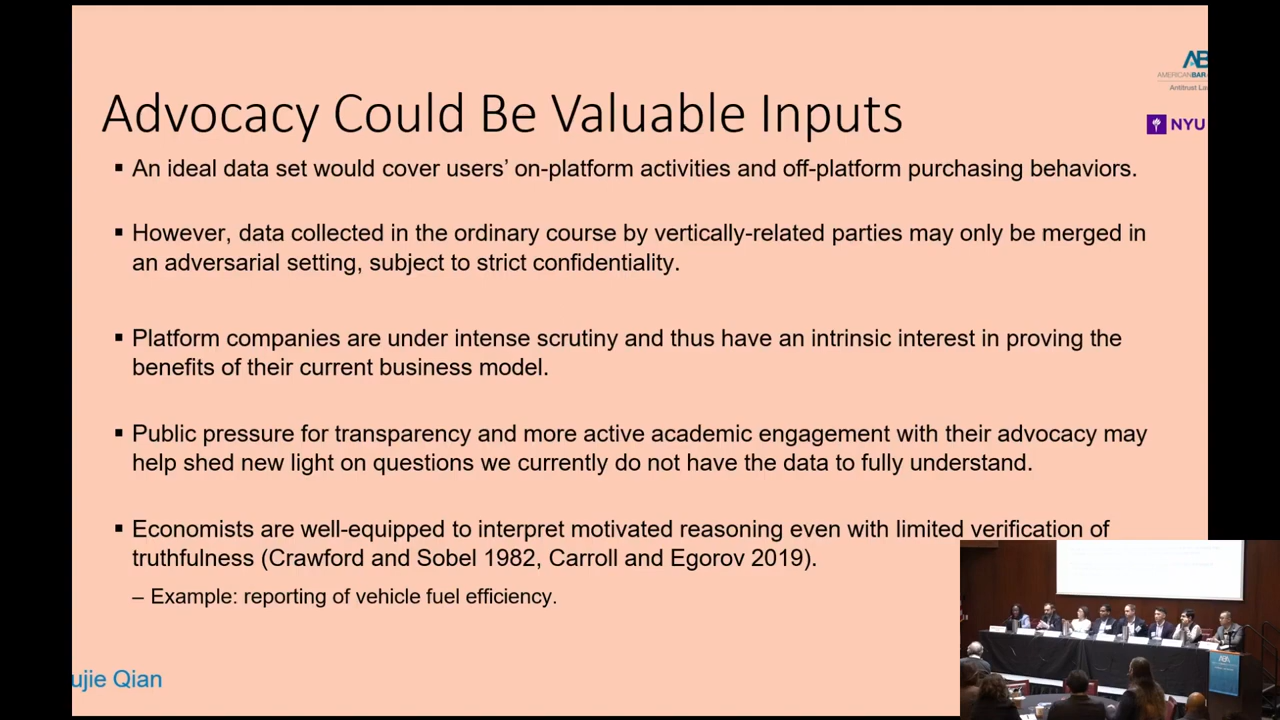 AB
AMERICANBAR
Antitrust La
NYU
Advocacy Could Be Valuable Inputs
▪ An ideal data set would cover users’ on-platform activities and off-platform purchasing behaviors.
▪ However, data collected in the ordinary course by vertically-related parties may only be merged in
an adversarial setting, subject to strict confidentiality.
▪ Platform companies are under intense scrutiny and thus have an intrinsic interest in proving the
benefits of their current business model.
▪ Public pressure for transparency and more active academic engagement with their advocacy may
help shed new light on questions we currently do not have the data to fully understand.
▪ Economists are well-equipped to interpret motivated reasoning even with limited verification of
truthfulness (Crawford and Sobel 1982, Carroll and Egorov 2019).
– Example: reporting of vehicle fuel efficiency.
ujie Qian
ABA